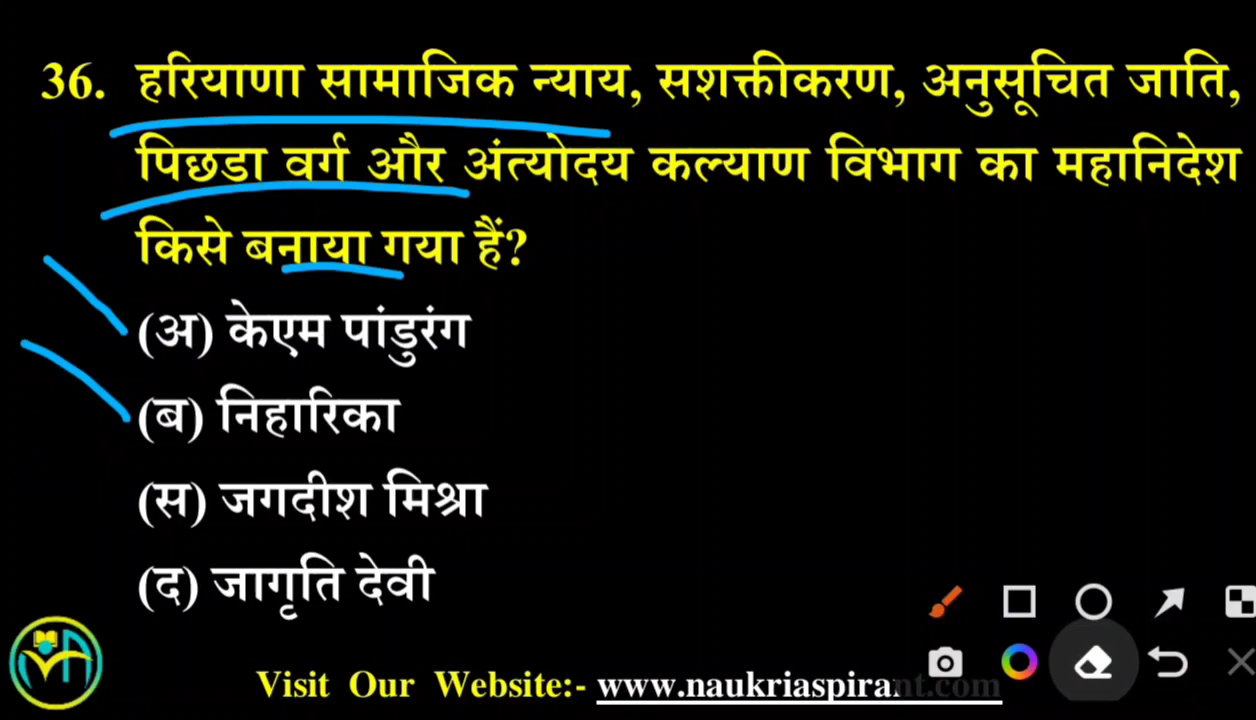 36. हरियाणा सामाजिक न्याय, सशक्तीकरण, अनुसूचित जाति,
पिछडा वर्ग और अंत्योदय कल्याण विभाग का महानिदेश
किसे बनाया गया हैं?
(अ) केएम पांडुरंग
(ब) निहारिका
(स) जगदीश मिश्रा
(द) जागृति देवी
Visit Our Website:- www.naukriaspirant.com